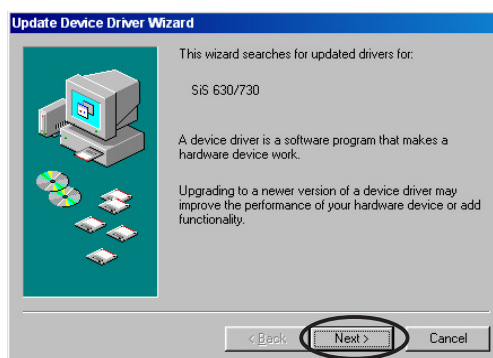 Update Device Driver Wizard
This wizard searches for updated drivers for:
SiS 630/730
A device driver is a software program that makes a
hardware device work.
Upgrading to a newer version of a device driver may
improve the performance of your hardware device or add
functionality.
< Back Next > Cancel